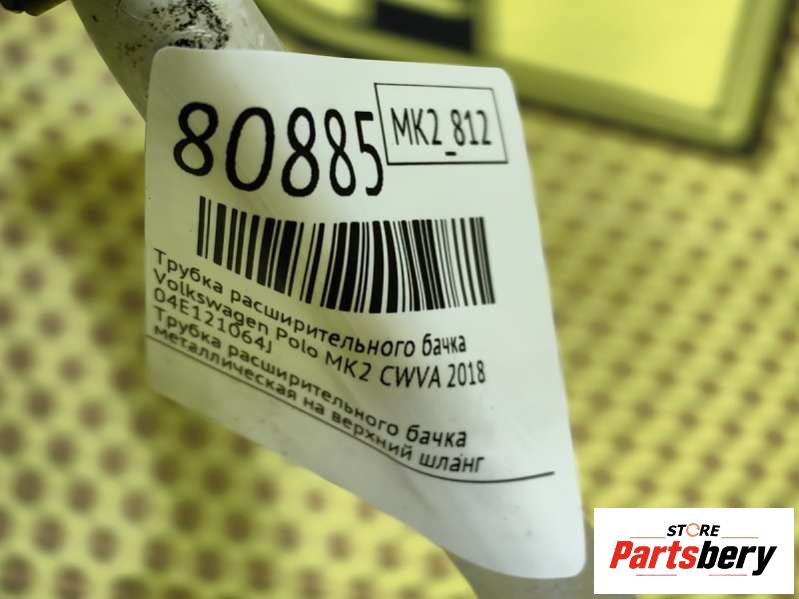 80885
MK2_812
Трубка расширительного бачка
Volkswagen Polo MK2 CWVA 2018
04E121064J
Трубка расширительного бачка
металлическая на верхний шланг
STORE
Partsbery